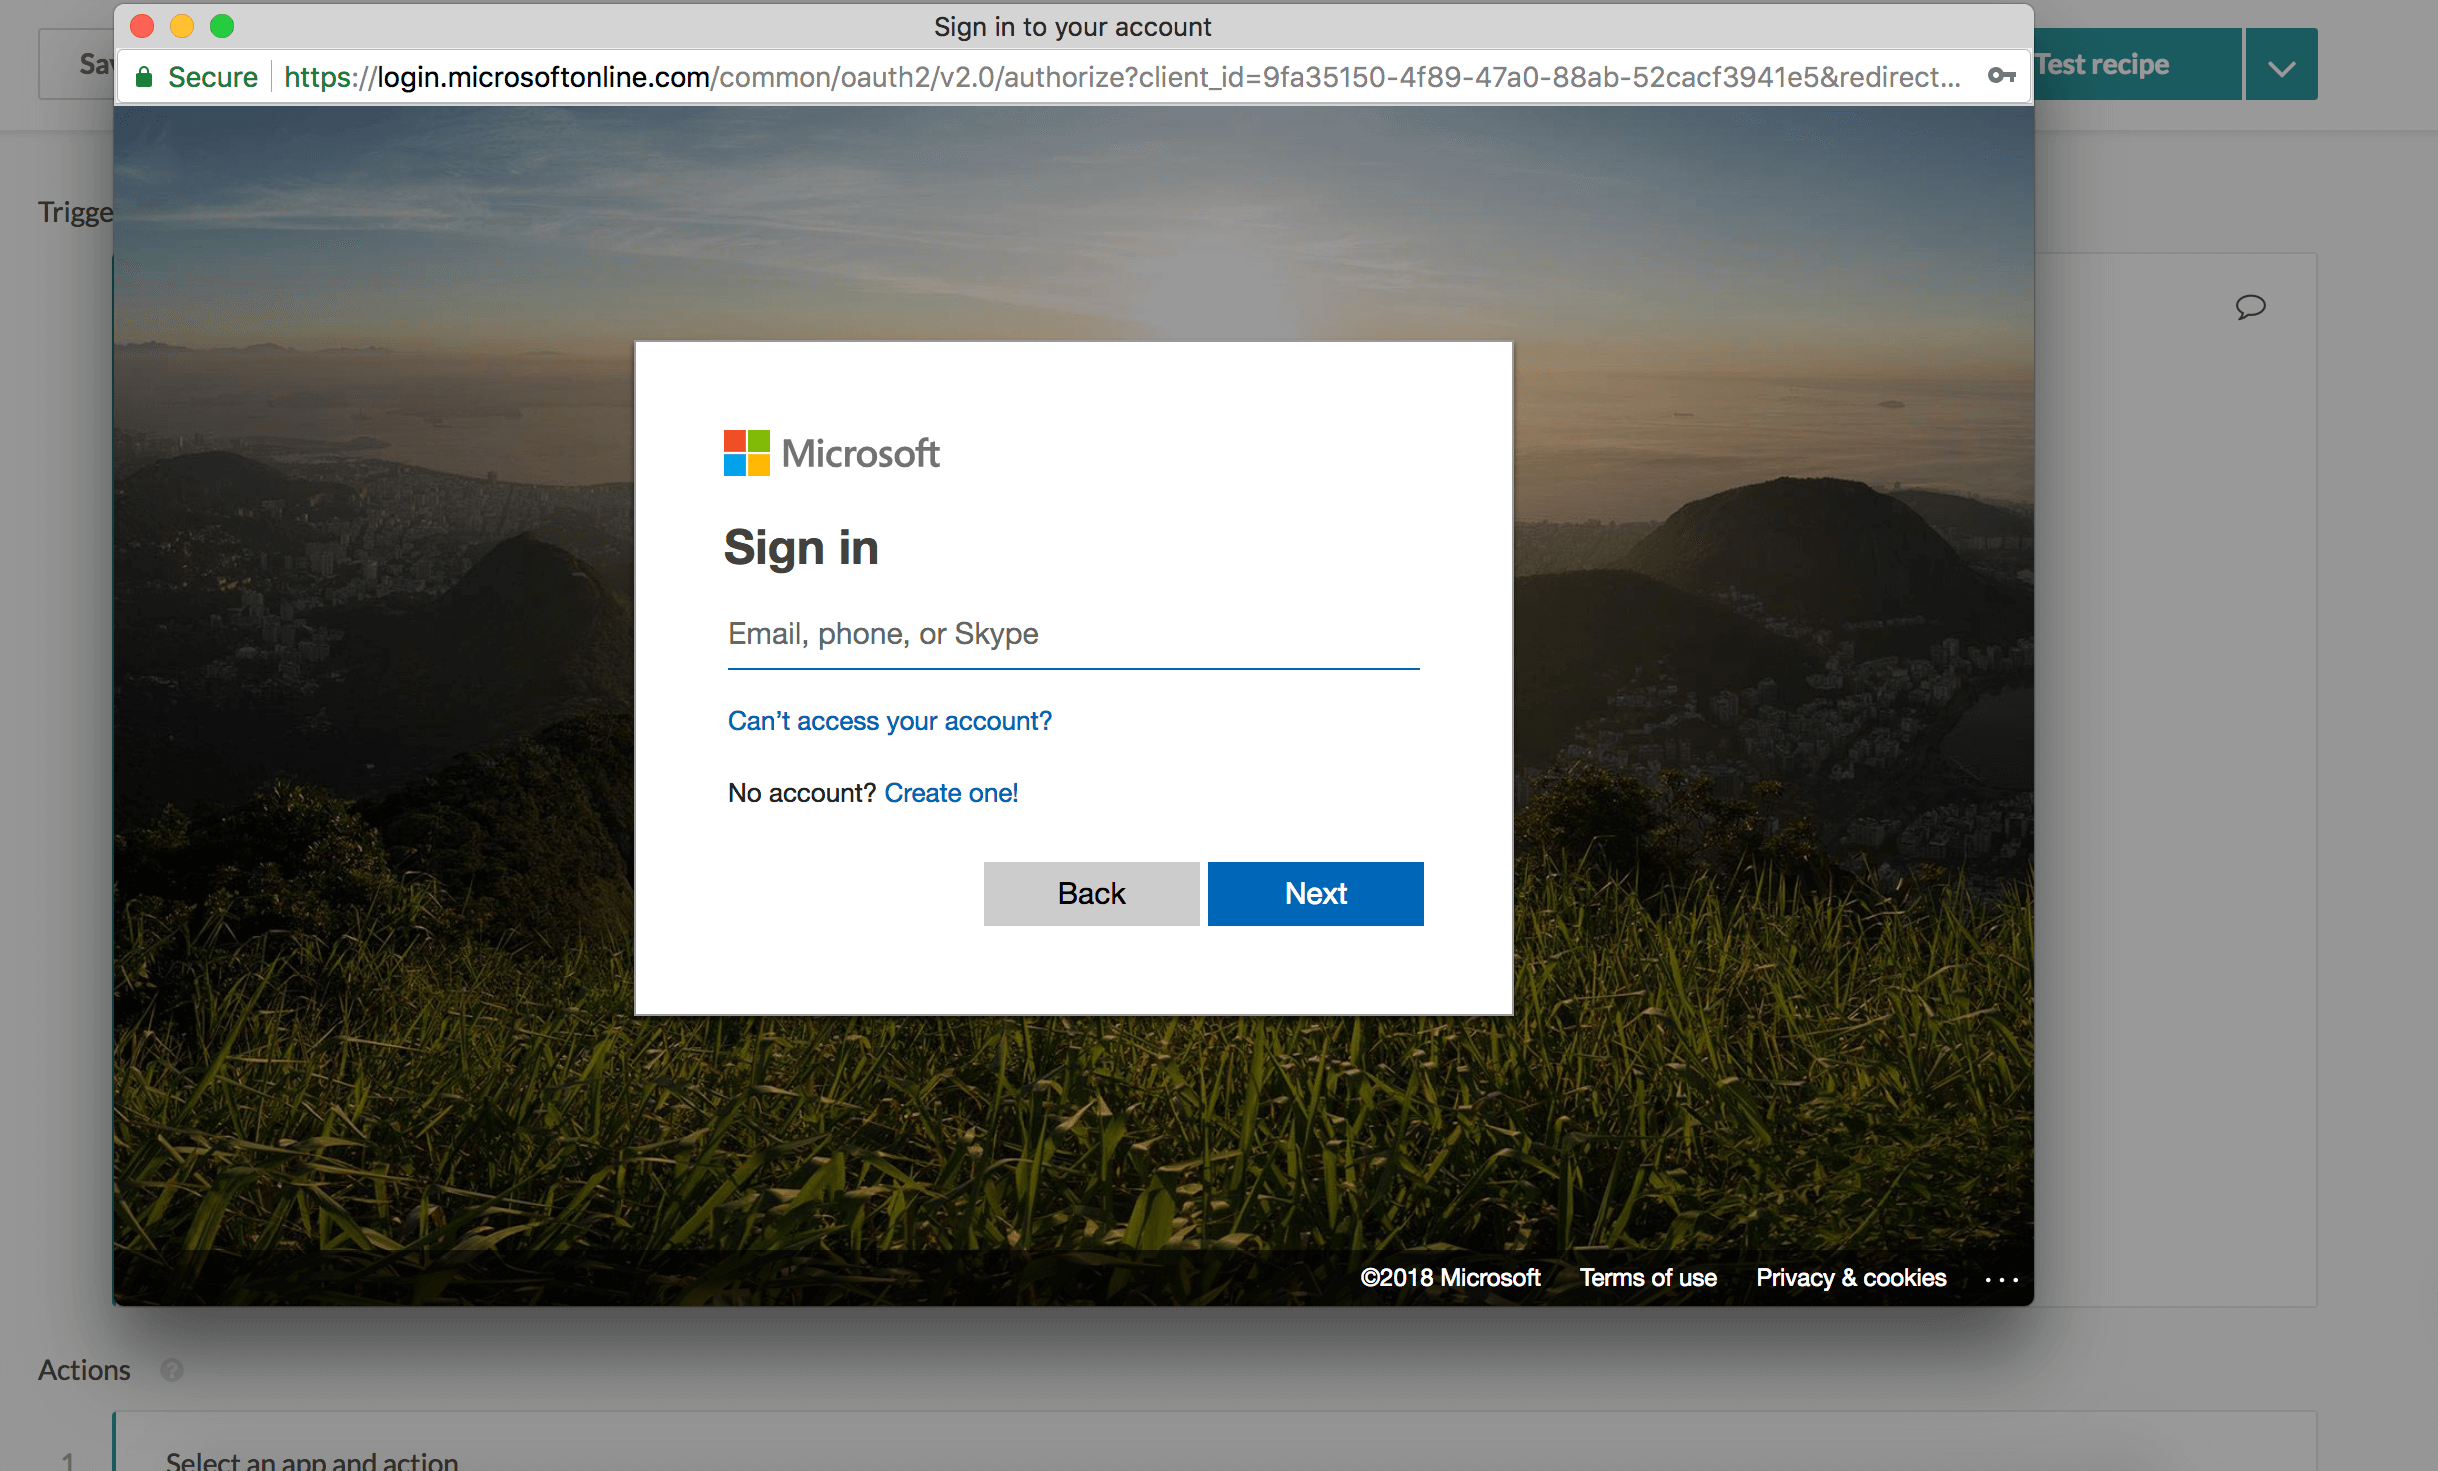 Sign in to your account
Sav
Secure https://login.microsoftonline.com/common/oauth2/v2.0/authorize?client_id=9fa35150-4f89-47a0-88ab-52cacf3941e5&redirect...
Test recipe
Trigge
Microsoft
Sign in
Email, phone, or Skype
Can’t access your account?
No account? Create one!
Back Next
©2018 Microsoft Terms of use Privacy & cookies ...
Actions ?
1 Select an app and action